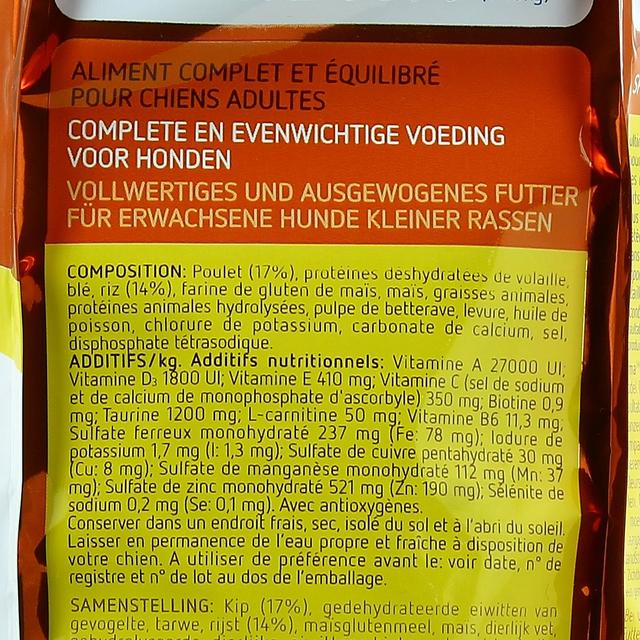 ALIMENT COMPLET ET ÉQUILIBRÉ
POUR CHIENS ADULTES
COMPLETE EN EVENWICHTIGE VOEDING
VOOR HONDEN
VOLLWERTIGES UND AUSGEWOGENES FUTTER
FÜR ERWACHSENE HUNDE KLEINER RASSEN
COMPOSITION: Poulet (17%), protéines déshydratées de volaille,
blé, riz (14%), farine de gluten de maïs, maïs, graisses animales,
protéines animales hydrolysées, pulpe de betterave, levure, huile de
poisson, chlorure de potassium, carbonate de calcium, sel,
disphosphate tétrasodique.
ADDITIFS/kg. Additifs nutritionnels: Vitamine A 27000 UI;
Vitamine D3 1800 UI; Vitamine E 410 mg; Vitamine C (sel de sodium
et de calcium de monophosphate d'ascorbyle) 350 mg; Biotine 0,9
mg; Taurine 1200 mg; L-carnitine 50 mg; Vitamine B6 11,3 mg;
Sulfate ferreux monohydraté 237 mg (Fe: 78 mg); Iodure de
potassium 1,7 mg (I: 1,3 mg); Sulfate de cuivre pentahydraté 30 mg
(Cu: 8 mg); Sulfate de manganèse monohydraté 112 mg (Mn: 37
mg); Sulfate de zinc monohydraté 521 mg (Zn: 190 mg); Sélénite de
sodium 0,2 mg (Se: 0,1 mg). Avec antioxygènes.
Conserver dans un endroit frais, sec, isolé du sol et à l'abri du soleil.
Laisser en permanence de l'eau propre et fraîche à disposition de
votre chien. A utiliser de préférence avant le: voir date, n° de
registre et n° de lot au dos de l'emballage.
SAMENSTELLING: Kip (17%), gedehydrateerde eiwitten van
gevogelte, tarwe, rijst (14%), maïsglutenmeel, maïs, dierlijk vet,